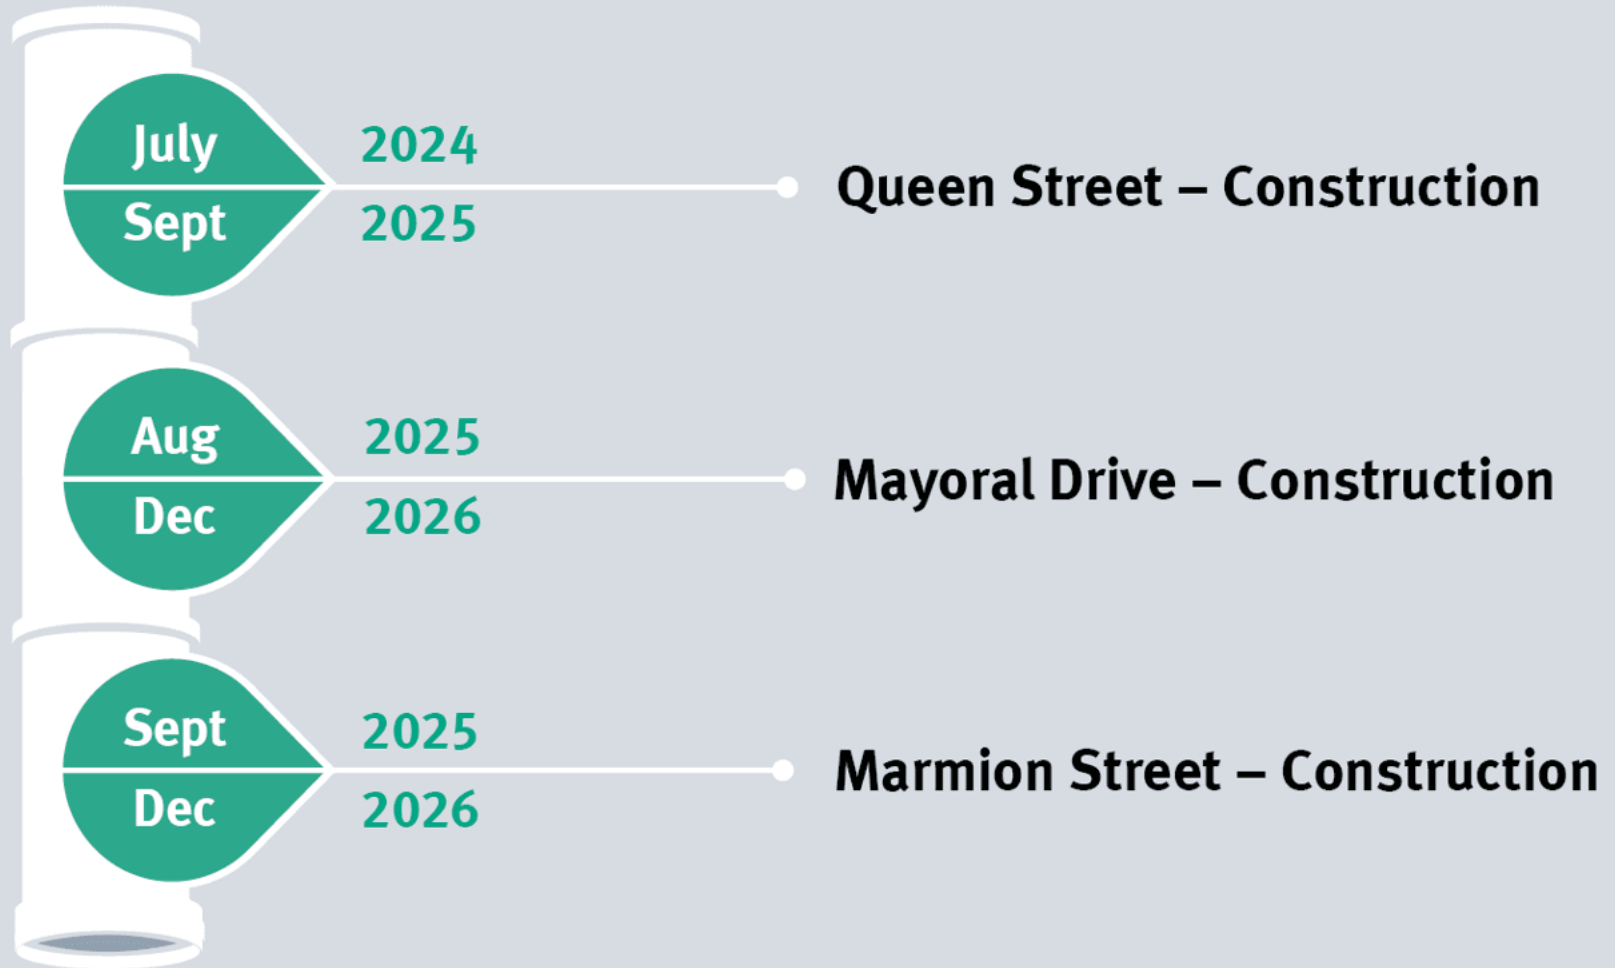 July 2024
Sept 2025
Queen Street – Construction
Aug 2025
Dec 2026
Mayoral Drive – Construction
Sept 2025
Dec 2026
Marmion Street – Construction